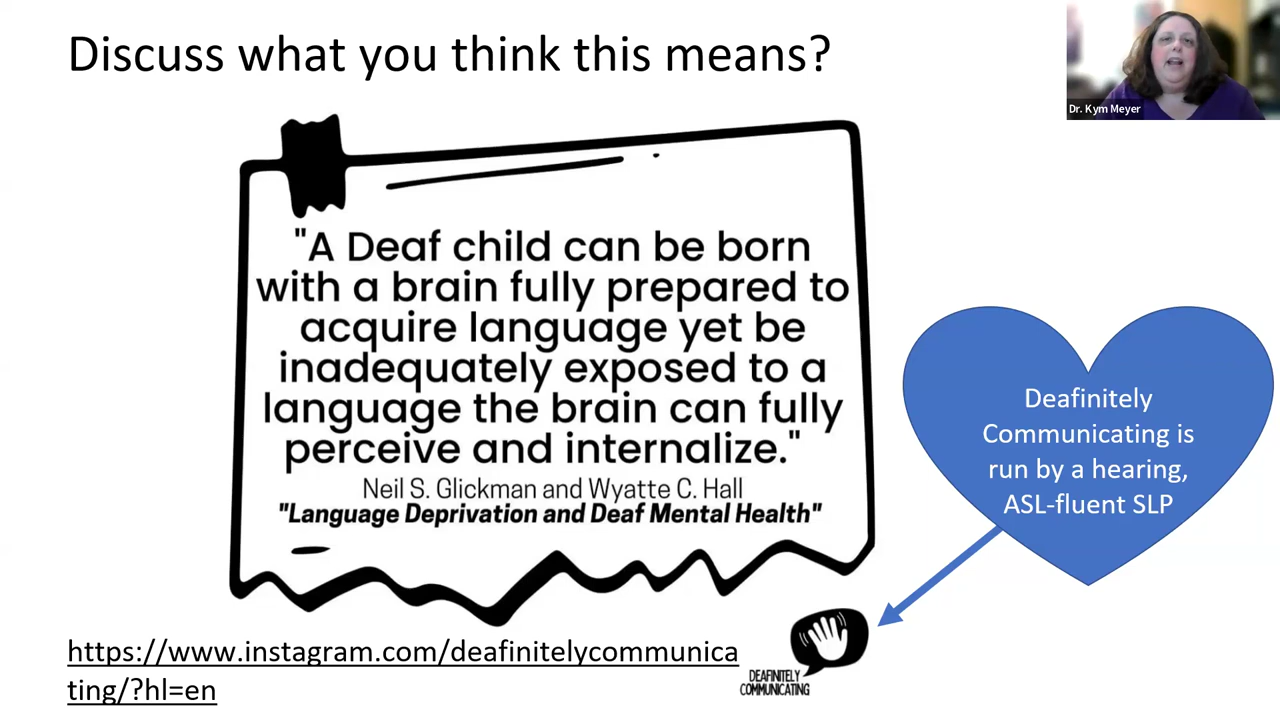 Discuss what you think this means?
Dr. Kym Meyer
"A Deaf child can be born
with a brain fully prepared to
acquire language yet be
inadequately exposed to a
language the brain can fully
perceive and internalize."
Neil S. Glickman and Wyatte C. Hall
"Language Deprivation and Deaf Mental Health"
Deafinitely
Communicating is
run by a hearing,
ASL-fluent SLP
https://www.instagram.com/deafinitelycommunica
ting/?hl=en
DEAFINITELY
COMMUNICATING